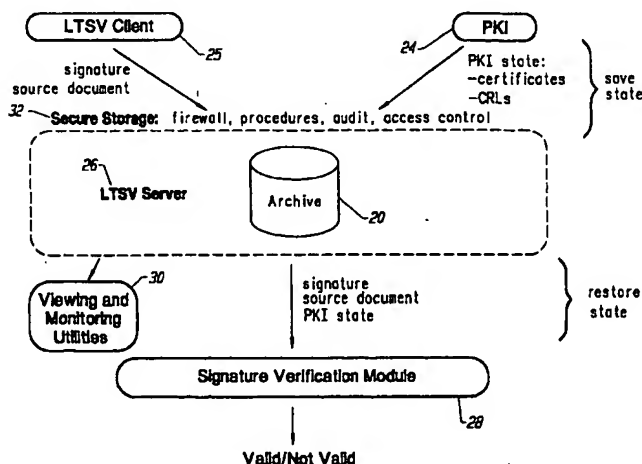 LTSV Client
25
24
PKI
signature
source document
PKI state:
-certificates
-CRLs
save
state
32 Secure Storage: firewall, procedures, audit, access control
26
LTSV Server
Archive
20
30
Viewing and
Monitoring
Utilities
signature
source document
PKI state
restore
state
Signature Verification Module
28
Valid/Not Valid